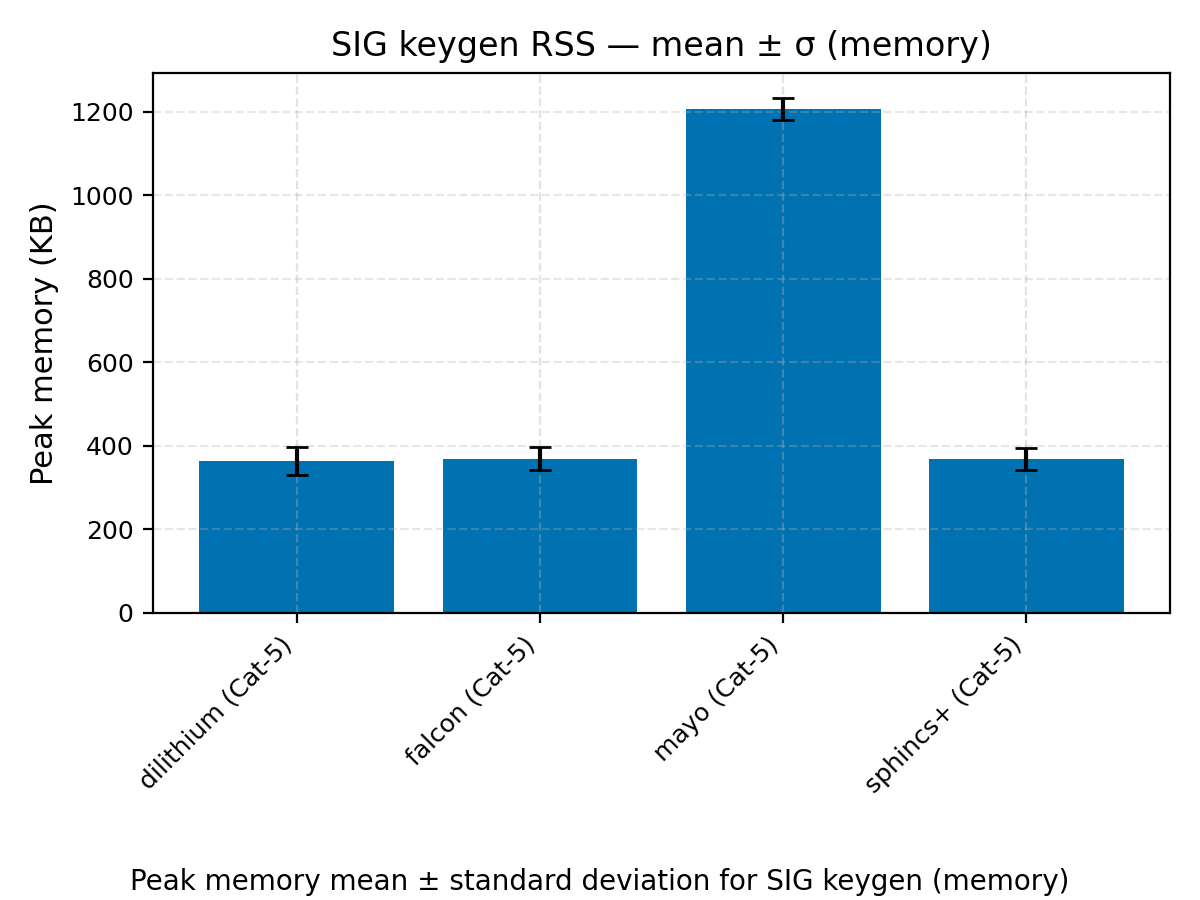 SIG keygen RSS — mean ± σ (memory)
Peak memory (KB)
1200
1000
800
600
400
200
0
dilithium (Cat-5)
falcon (Cat-5)
mayo (Cat-5)
sphincs+ (Cat-5)
Peak memory mean ± standard deviation for SIG keygen (memory)